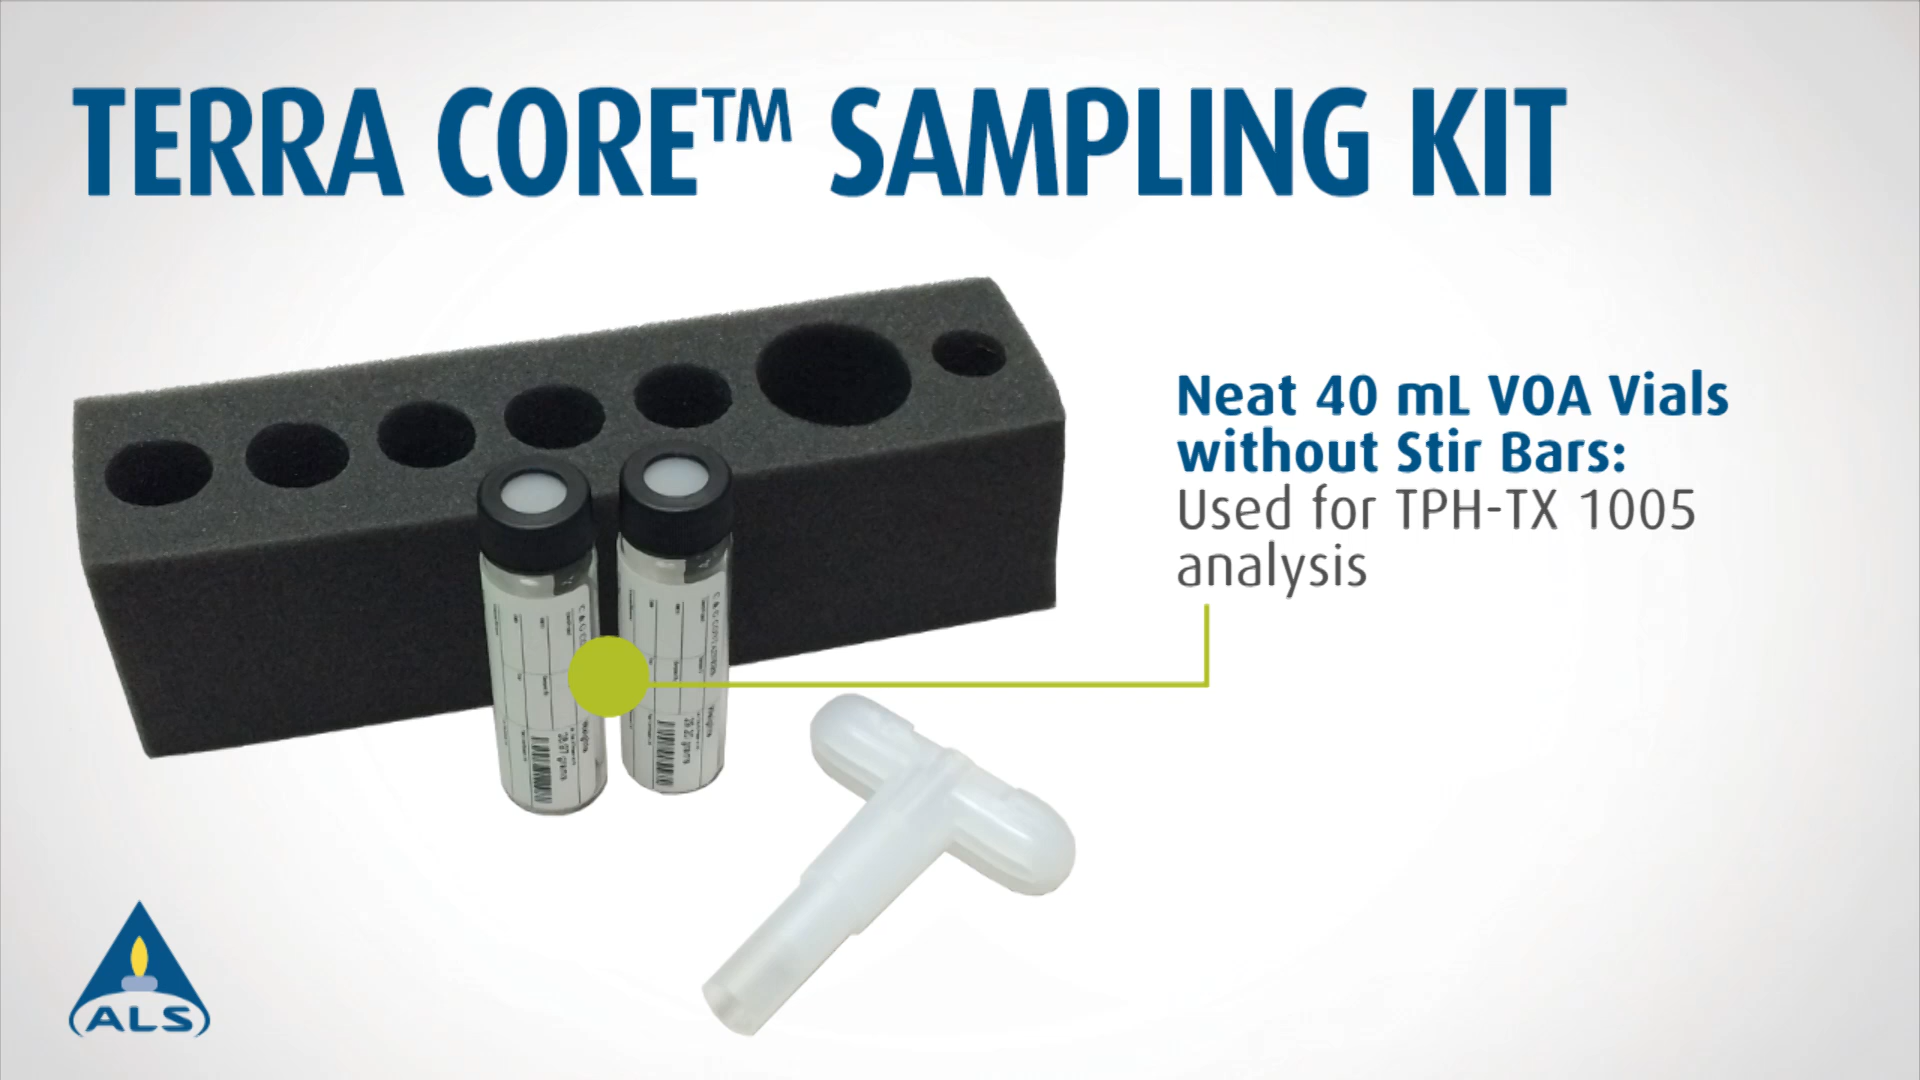 TERRA CORE™ SAMPLING KIT
Neat 40 mL VOA Vials
without Stir Bars:
Used for TPH-TX 1005
analysis
ALS